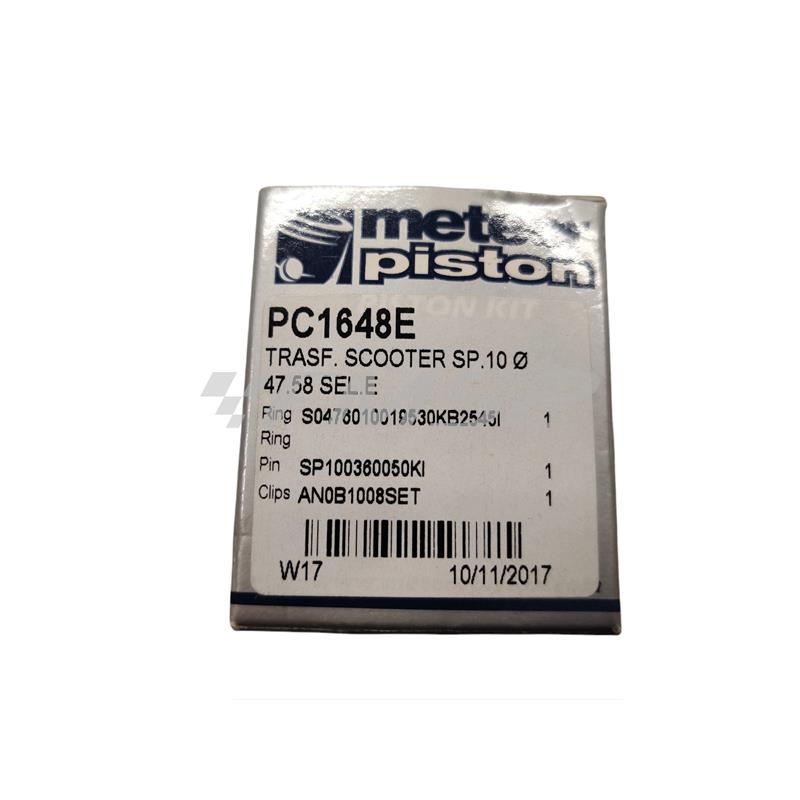 meteor
piston
PISTON KIT
PC1648E
TRASF. SCOOTER SP.10 Ø
47.58 SEL.E
Ring S0476010019530KB2545I 1
Ring
Pin SP100360050KI 1
Clips AN0B1008SET 1
W17 10/11/2017